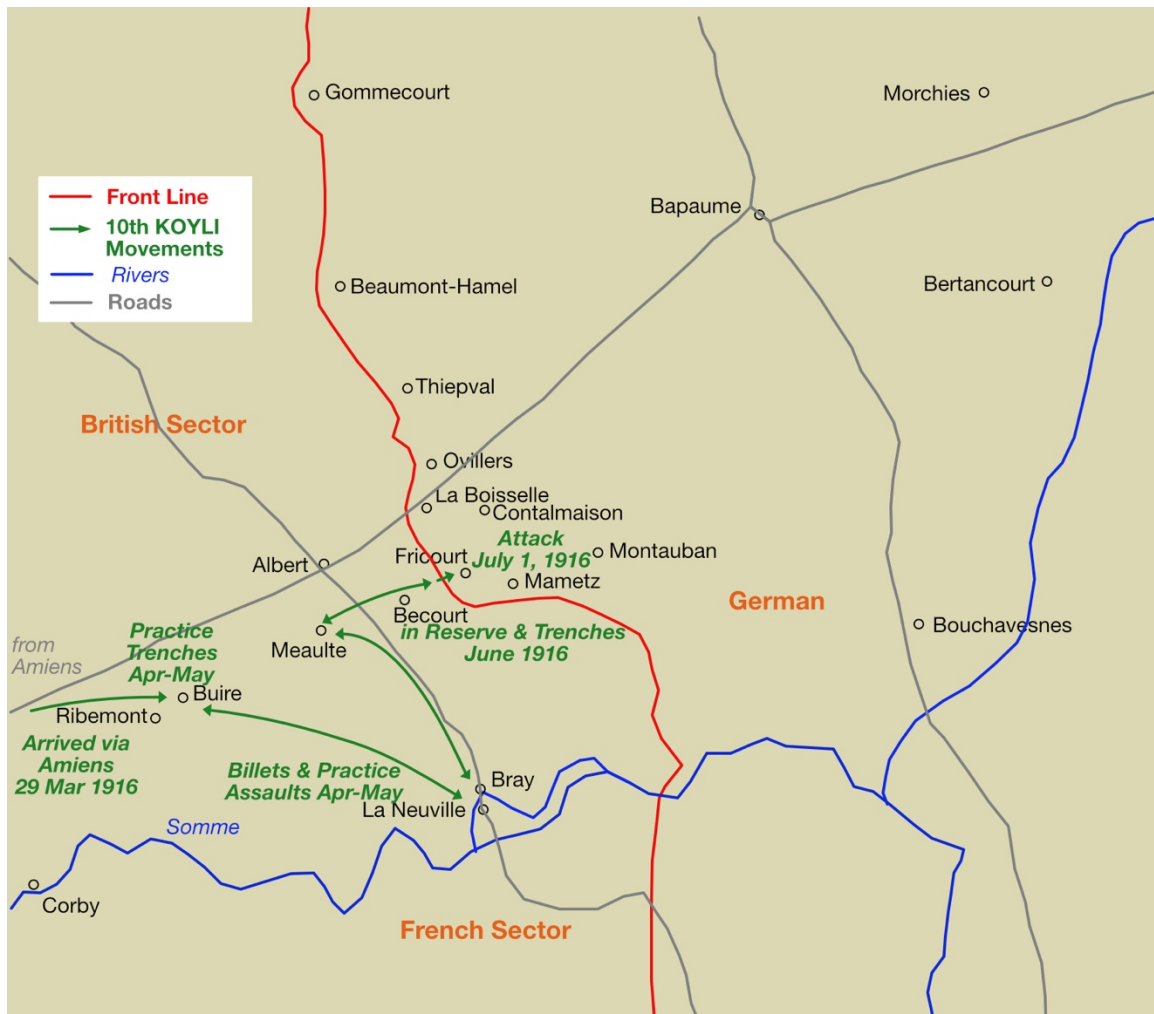 Gommecourt
Morchies
Front Line
10th KOYLI
Movements
Rivers
Roads
Bapaume
Beaumont-Hamel
Bertancourt
Thiepval
British Sector
Ovillers
La Boisselle
Contalmaison
Attack
July 1, 1916
Fricourt
Montauban
Albert
Mametz
German
Becourt
in Reserve & Trenches
June 1916
Bouchavesnes
from
Amiens
Practice
Trenches
Apr-May
Meaulte
Buire
Ribemont
Arrived via
Amiens
29 Mar 1916
Billets & Practice
Assaults Apr-May
Bray
La Neuville
Somme
Corby
French Sector